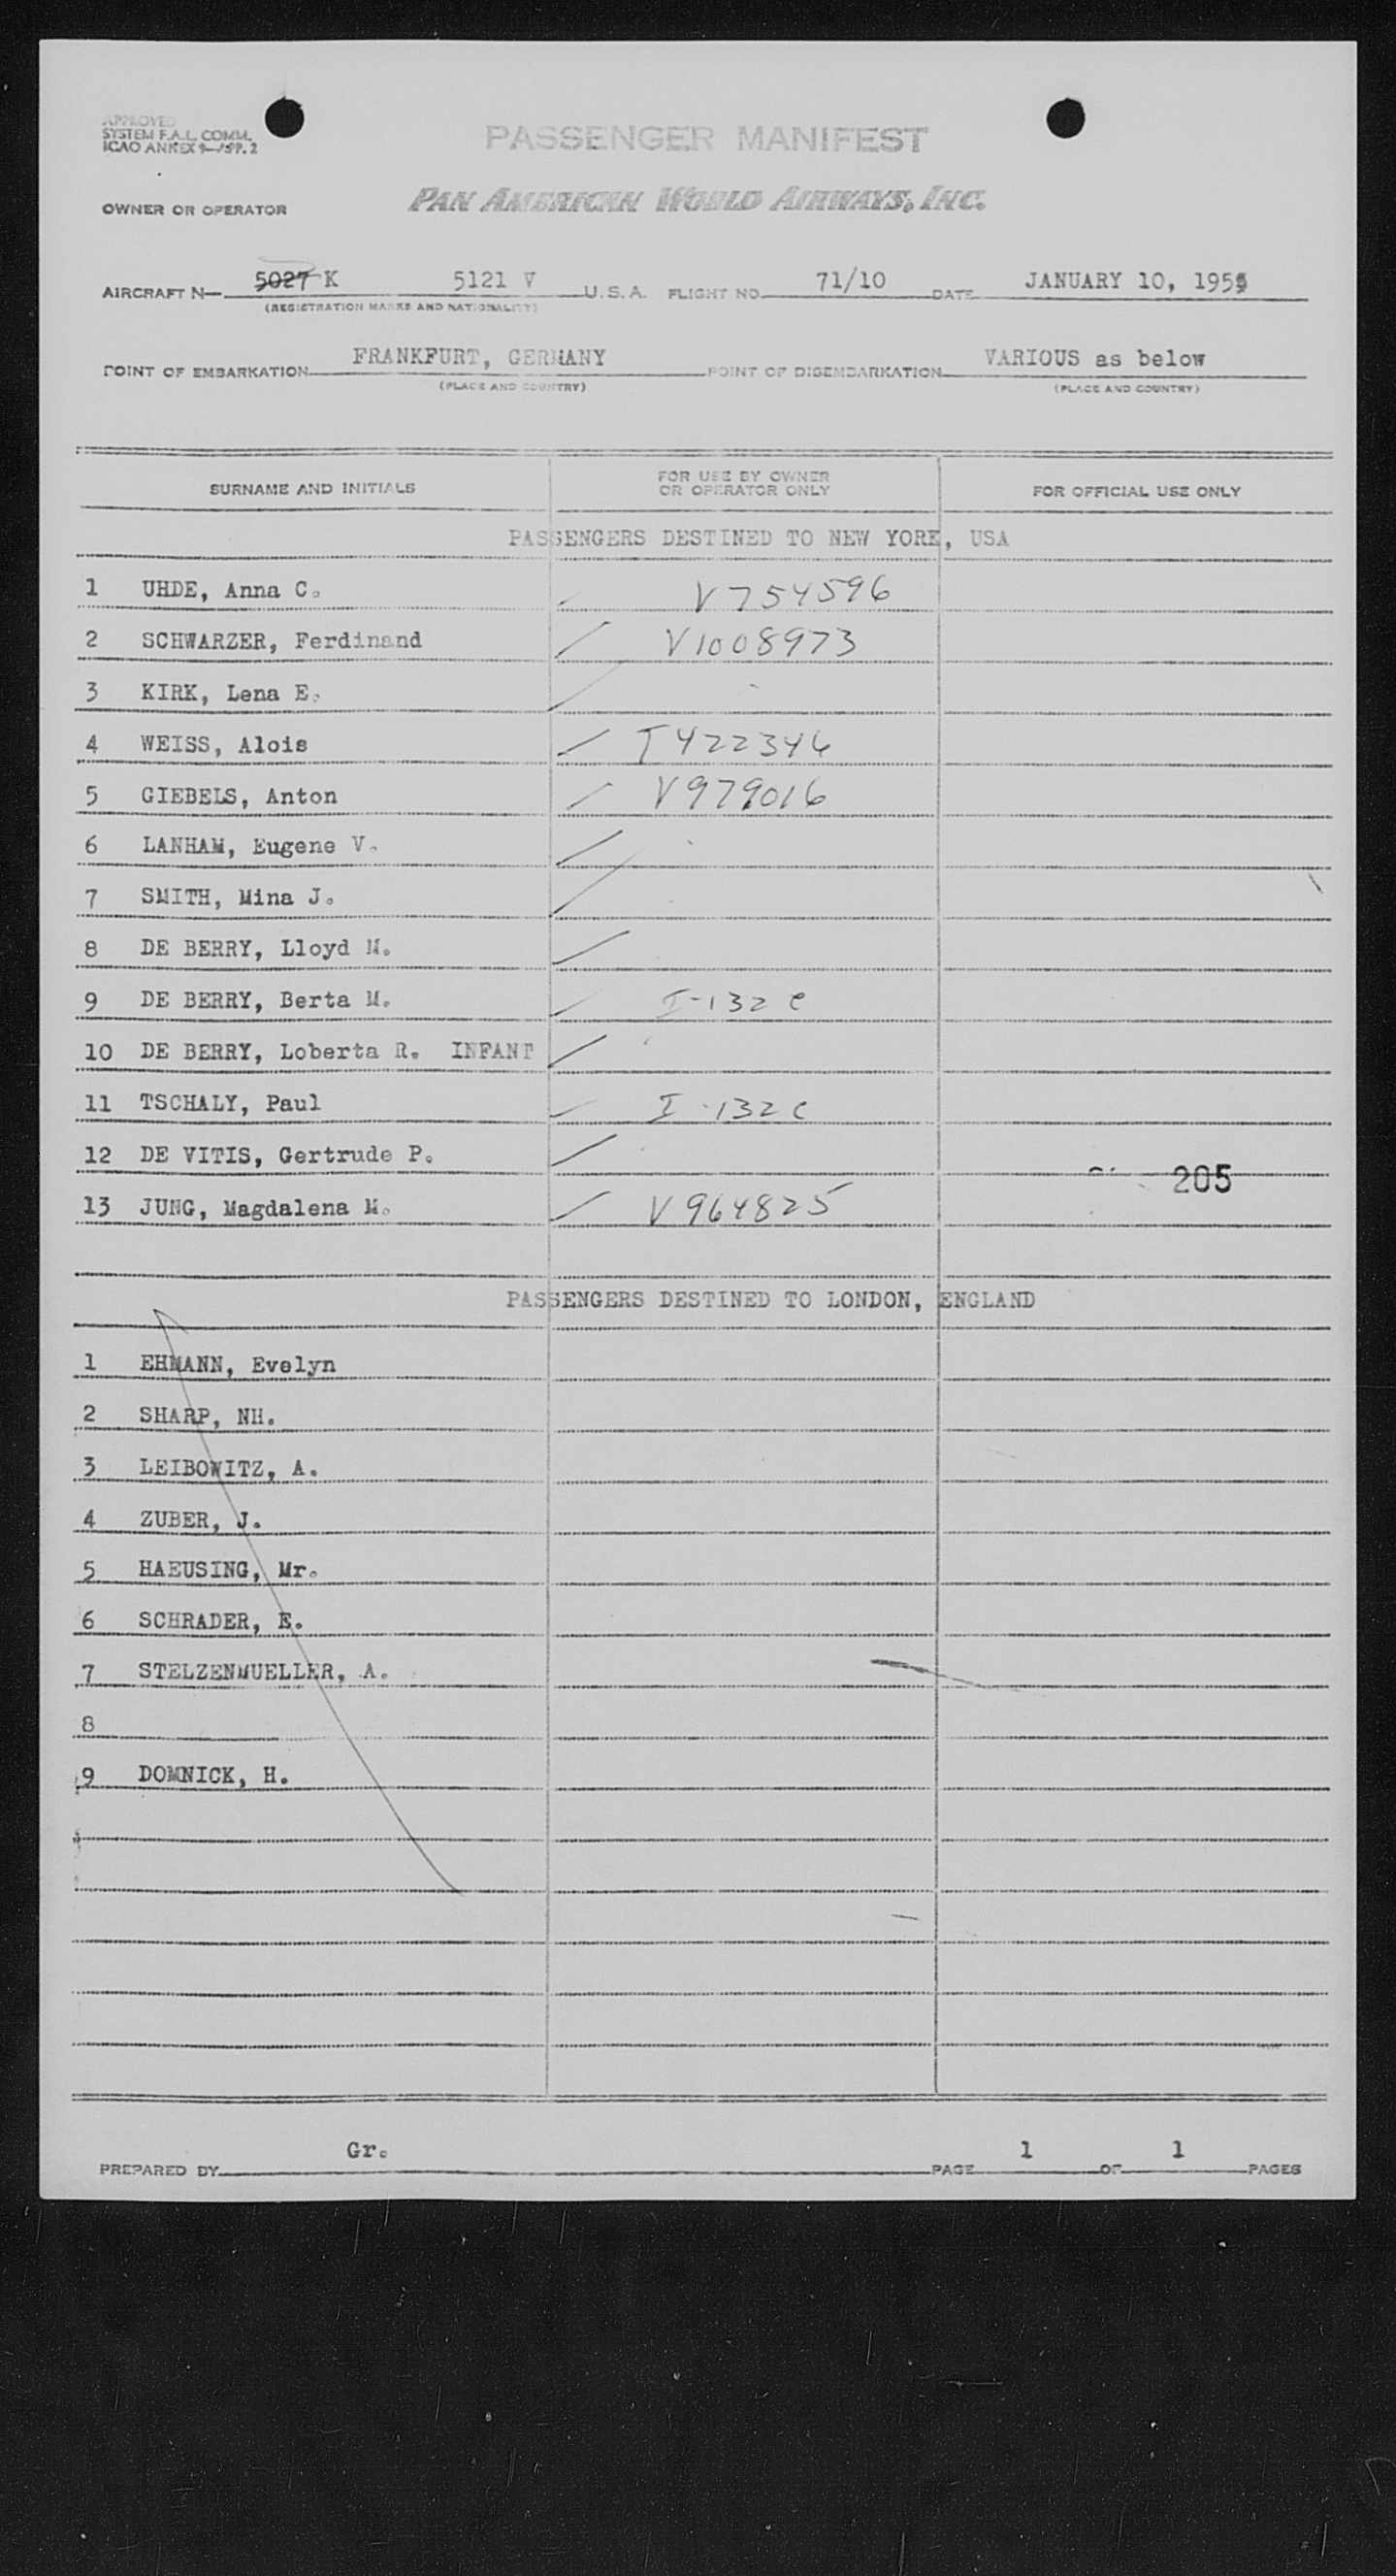 APPROVED
SYSTEM F.A.L. COMM.
ICAO ANNEX 9—APP. 2
PASSENGER MANIFEST
OWNER OR OPERATOR PAN AMERICAN WORLD AIRWAYS, INC.
AIRCRAFT N— 5027 K 5121 V U.S.A. FLIGHT NO. 71/10 DATE JANUARY 10, 1955
(REGISTRATION MARKS AND NATIONALITY)
POINT OF EMBARKATION FRANKFURT, GERMANY POINT OF DISEMBARKATION VARIOUS as below
(PLACE AND COUNTRY) (PLACE AND COUNTRY)
SURNAME AND INITIALS FOR USE BY OWNER OR OPERATOR ONLY FOR OFFICIAL USE ONLY
PASSENGERS DESTINED TO NEW YORK, USA
1 UHDE, Anna C. V754596
2 SCHWARZER, Ferdinand V1008973
3 KIRK, Lena E.
4 WEISS, Alois T422346
5 GIEBELS, Anton V979016
6 LANHAM, Eugene V.
7 SMITH, Mina J.
8 DE BERRY, Lloyd M.
9 DE BERRY, Berta M. I-132 c
10 DE BERRY, Loberta R. INFANT
11 TSCHALY, Paul I-132 c
12 DE VITIS, Gertrude P.
205
13 JUNG, Magdalena M. V964825
PASSENGERS DESTINED TO LONDON, ENGLAND
1 EHMANN, Evelyn
2 SHARP, NH.
3 LEIBOWITZ, A.
4 ZUBER, J.
5 HAEUSING, Mr.
6 SCHRADER, E.
7 STELZENMUELLER, A.
8
9 DOMNICK, H.
PREPARED BY Gr. PAGE 1 OF 1 PAGES